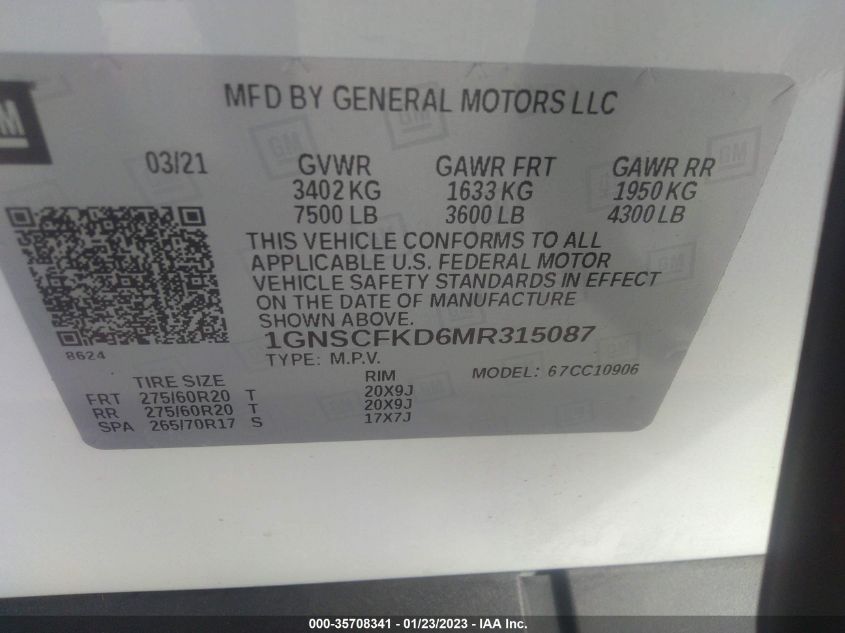 GM
MFD BY GENERAL MOTORS LLC
03/21 GVWR GAWR FRT GAWR RR
3402 KG 1633 KG 1950 KG
7500 LB 3600 LB 4300 LB
THIS VEHICLE CONFORMS TO ALL
APPLICABLE U.S. FEDERAL MOTOR
VEHICLE SAFETY STANDARDS IN EFFECT
ON THE DATE OF MANUFACTURE
SHOWN ABOVE.
1GNSCFKD6MR315087
8624
TYPE: M.P.V.
MODEL: 67CC10906
TIRE SIZE RIM
FRT 275/60R20 T 20X9J
RR 275/60R20 T 20X9J
SPA 265/70R17 S 17X7J
000-35708341 - 01/23/2023 - IAA Inc.